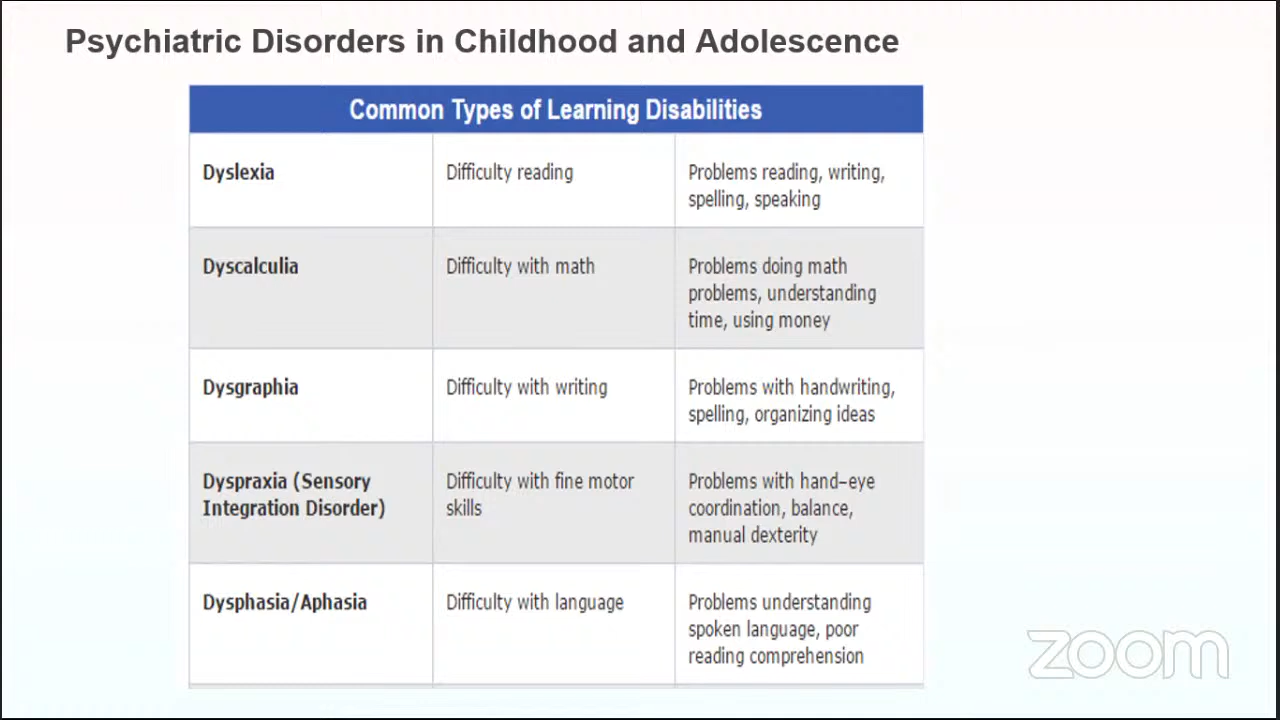 Psychiatric Disorders in Childhood and Adolescence
Common Types of Learning Disabilities
Dyslexia
Difficulty reading
Problems reading, writing,
spelling, speaking
Dyscalculia
Difficulty with math
Problems doing math
problems, understanding
time, using money
Dysgraphia
Difficulty with writing
Problems with handwriting,
spelling, organizing ideas
Dyspraxia (Sensory
Integration Disorder)
Difficulty with fine motor
skills
Problems with hand–eye
coordination, balance,
manual dexterity
Dysphasia/Aphasia
Difficulty with language
Problems understanding
spoken language, poor
reading comprehension
zoom